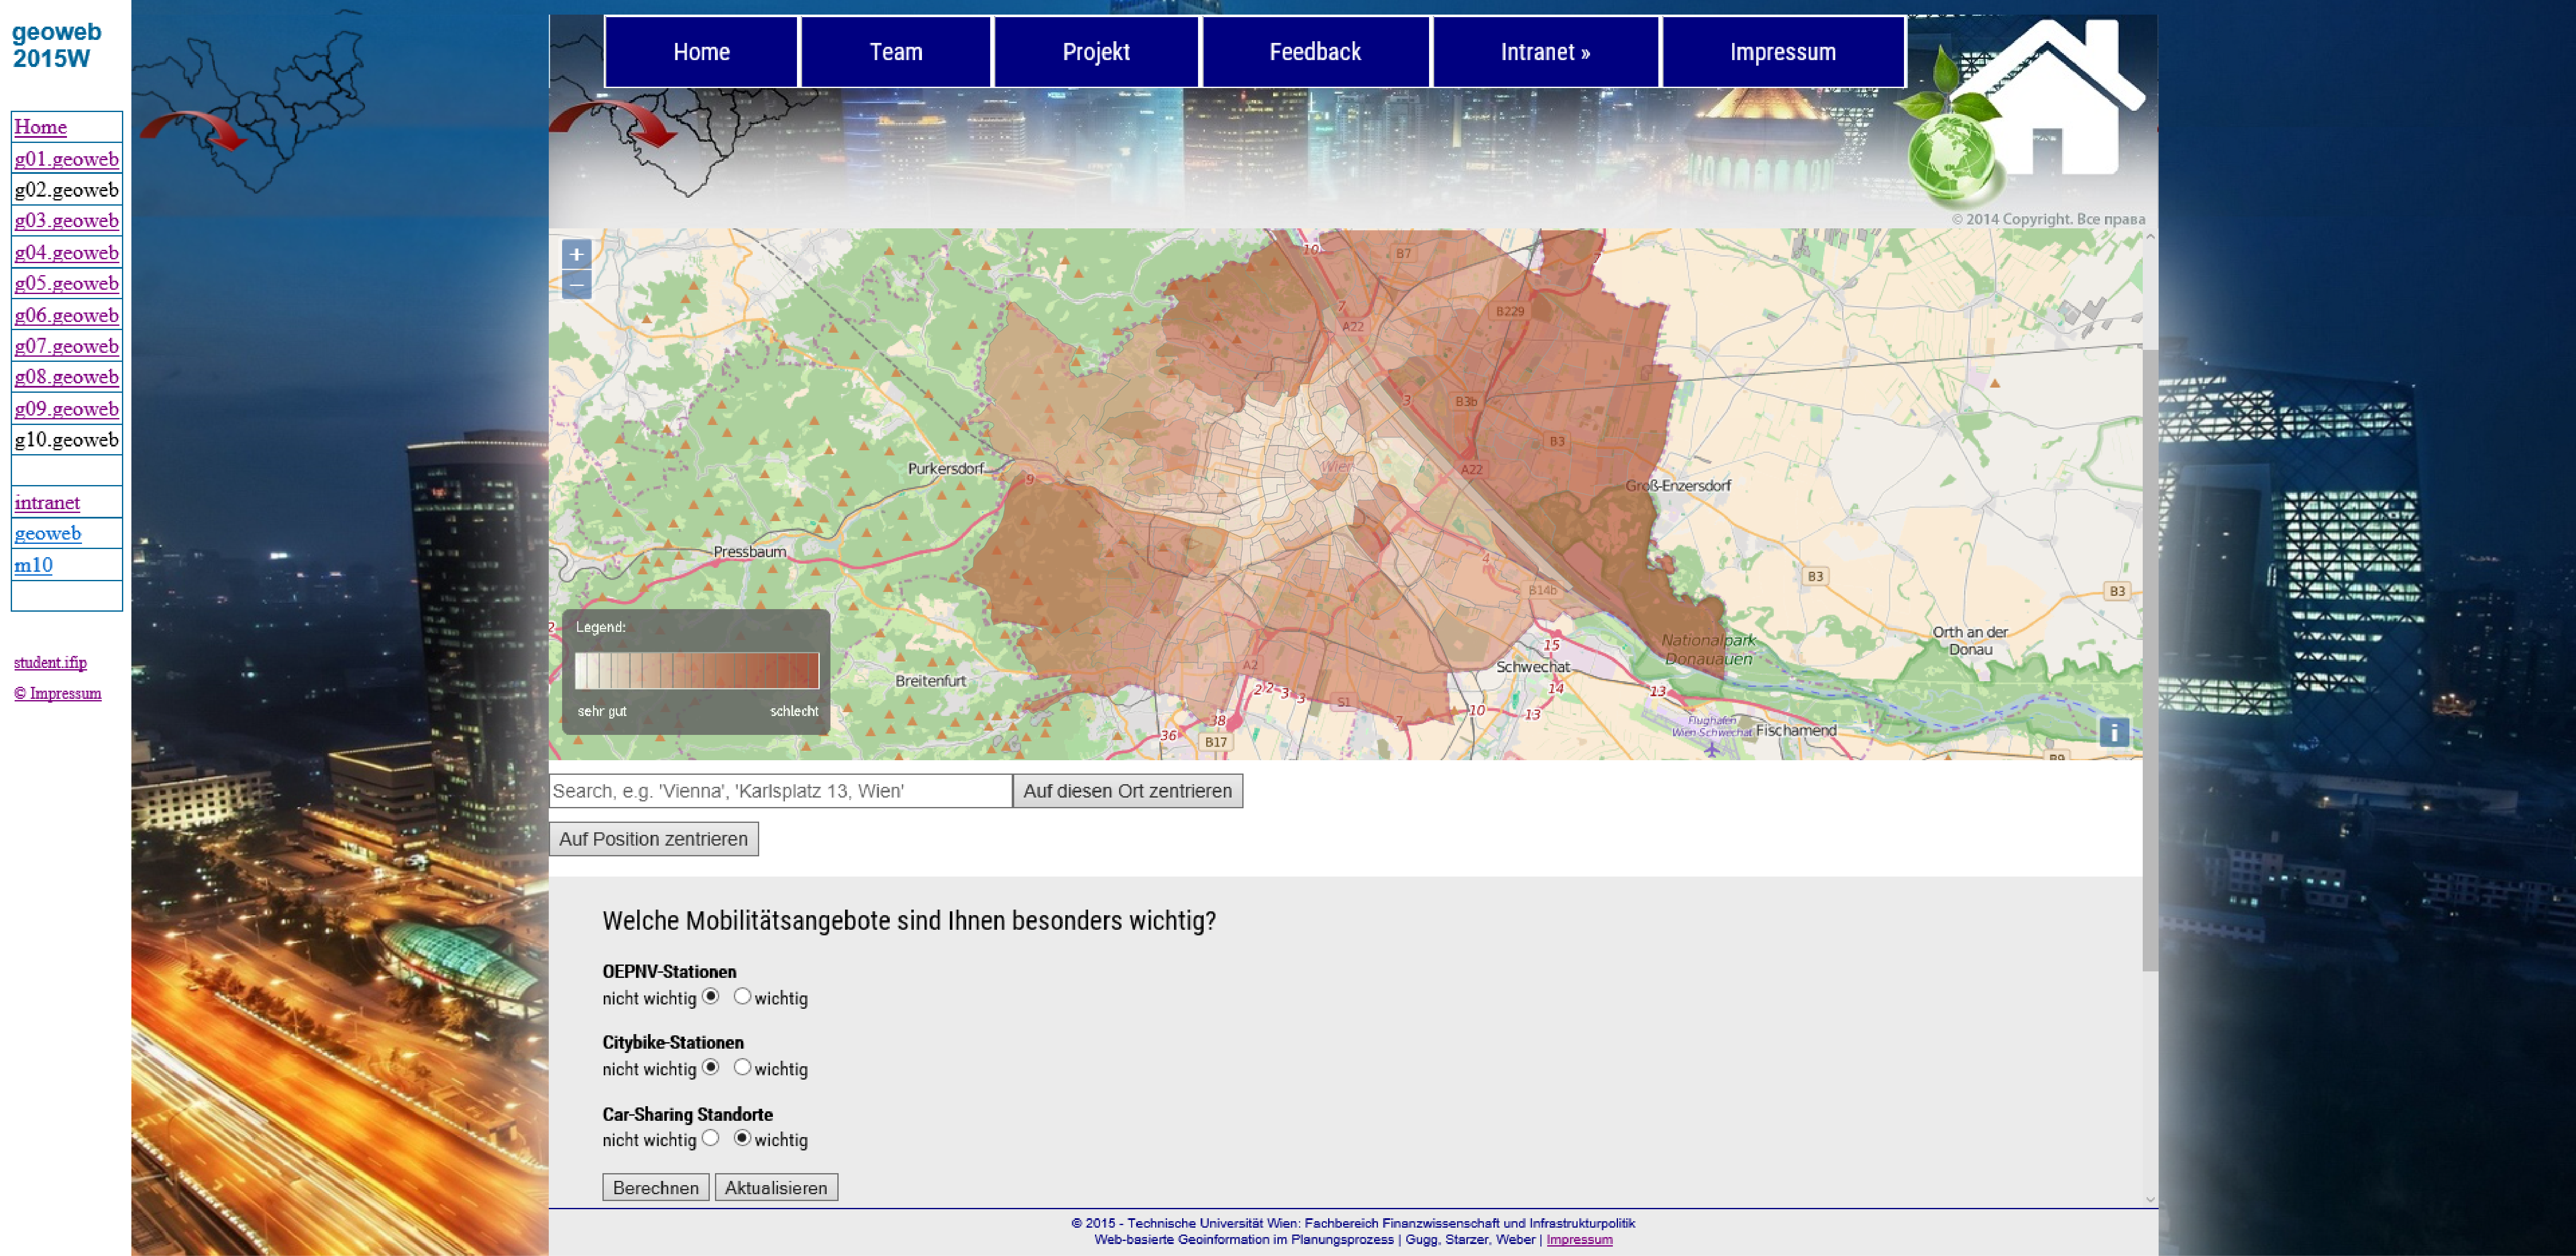 geoweb
2015W
Home
g01.geoweb
g02.geoweb
g03.geoweb
g04.geoweb
g05.geoweb
g06.geoweb
g07.geoweb
g08.geoweb
g09.geoweb
g10.geoweb
intranet
geoweb
m10
student.ifip
© Impressum
Home
Team
Projekt
Feedback
Intranet »
Impressum
© 2014 Copyright. Все права
+
–
10
B7
7
7
A22
B229
3
B3b
B3
A22
Wien
Purkersdorf
9
Groß-Enzersdorf
Pressbaum
4
B14b
B3
B3
2
Nationalpark
Donauauen
Orth an der
Donau
15
Schwechat
A2
Breitenfurt
2
2
3
3
S1
14
13
10
13
7
38
36
B17
Flughafen
Wien-Schwechat
Fischamend
B9
i
Legend:
sehr gut
schlecht
Search, e.g. 'Vienna', 'Karlsplatz 13, Wien'
Auf diesen Ort zentrieren
Auf Position zentrieren
Welche Mobilitätsangebote sind Ihnen besonders wichtig?
OEPNV-Stationen
nicht wichtig wichtig
Citybike-Stationen
nicht wichtig wichtig
Car-Sharing Standorte
nicht wichtig wichtig
Berechnen
Aktualisieren
© 2015 - Technische Universität Wien: Fachbereich Finanzwissenschaft und Infrastrukturpolitik
Web-basierte Geoinformation im Planungsprozess | Gugg, Starzer, Weber | Impressum